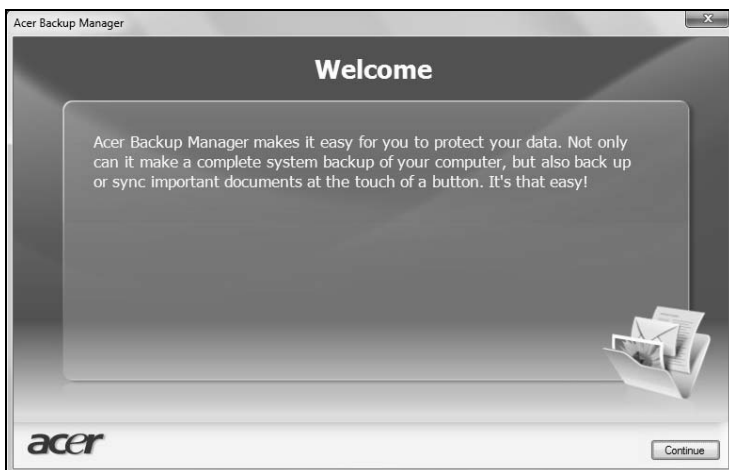 Acer Backup Manager
X
Welcome
Acer Backup Manager makes it easy for you to protect your data. Not only
can it make a complete system backup of your computer, but also back up
or sync important documents at the touch of a button. It's that easy!
acer
Continue